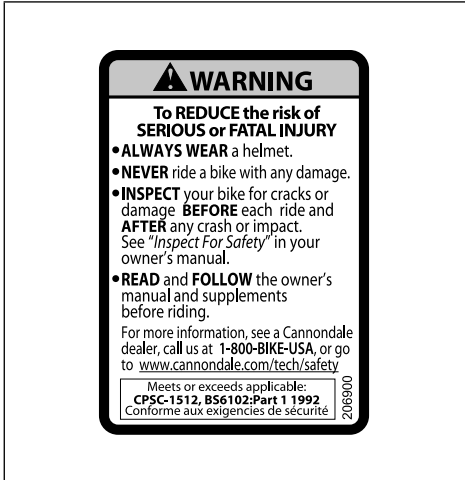 WARNING
To REDUCE the risk of
SERIOUS or FATAL INJURY
• ALWAYS WEAR a helmet.
• NEVER ride a bike with any damage.
• INSPECT your bike for cracks or
damage BEFORE each ride and
AFTER any crash or impact.
See "Inspect For Safety" in your
owner's manual.
• READ and FOLLOW the owner's
manual and supplements
before riding.
For more information, see a Cannondale
dealer, call us at 1-800-BIKE-USA, or go
to www.cannondale.com/tech/safety
Meets or exceeds applicable:
CPSC-1512, BS6102:Part 1 1992
Conforme aux exigencies de sécurité
206900